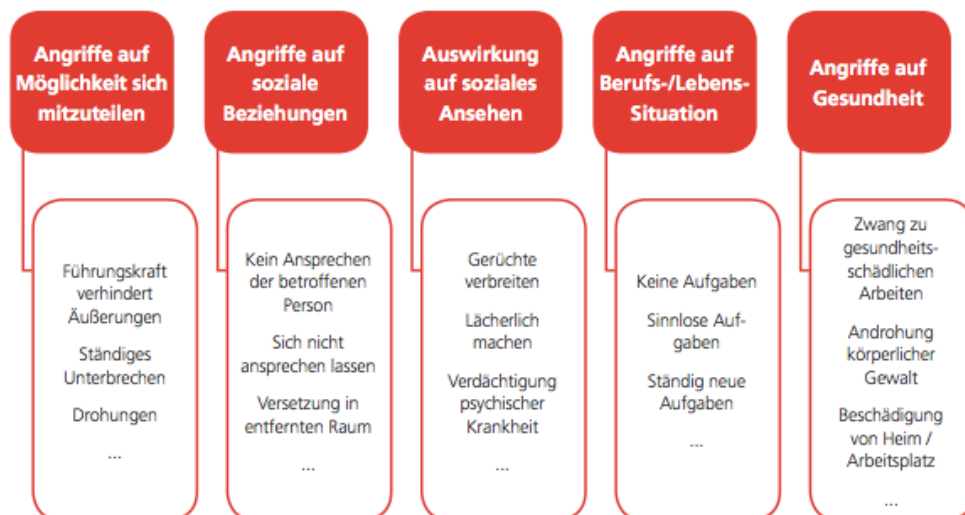 Angriffe auf
Möglichkeit sich
mitzuteilen
Angriffe auf
soziale
Beziehungen
Auswirkung
auf soziales
Ansehen
Angriffe auf
Berufs-/Lebens-
Situation
Angriffe auf
Gesundheit
Führungskraft
verhindert
Äußerungen
Ständiges
Unterbrechen
Drohungen
...
Kein Ansprechen
der betroffenen
Person
Sich nicht
ansprechen lassen
Versetzung in
entfernten Raum
...
Gerüchte
verbreiten
Lächerlich
machen
Verdächtigung
psychischer
Krankheit
...
Keine Aufgaben
Sinnlose Auf-
gaben
Ständig neue
Aufgaben
...
Zwang zu
gesundheits-
schädlichen
Arbeiten
Androhung
körperlicher
Gewalt
Beschädigung
von Heim /
Arbeitsplatz
...